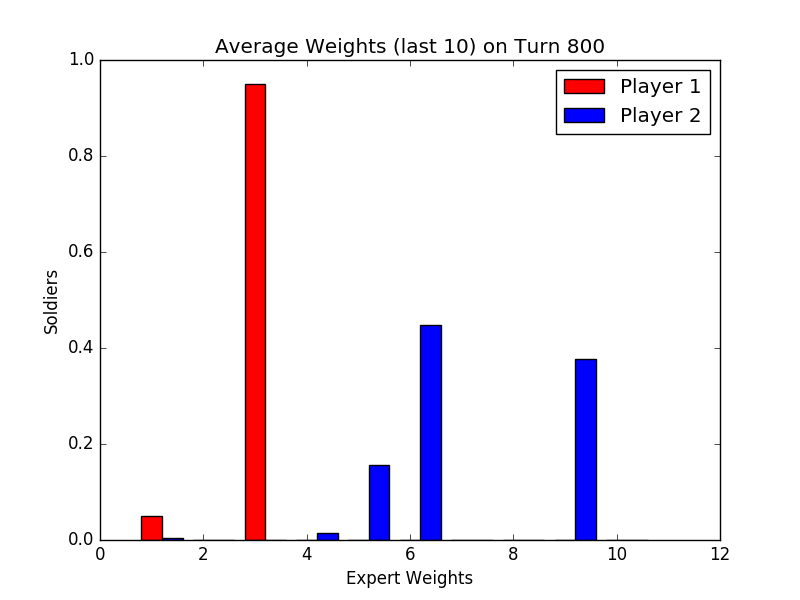 Average Weights (last 10) on Turn 800
1.0
0.8
0.6
0.4
0.2
0.0
Soldiers
Player 1
Player 2
0 2 4 6 8 10 12
Expert Weights